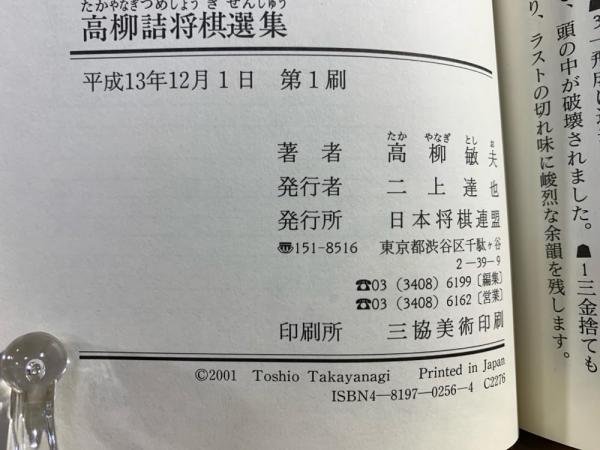 たかやなぎつめしょうぎせんしゅう
高柳詰将棋選集
平成13年12月1日 第1刷
たか やなぎ とし お
著者 高柳敏夫
発行者 二上達也
発行所 日本将棋連盟
〠151-8516 東京都渋谷区千駄ヶ谷
2-39-9
☎03 (3408) 6199〔編集〕
☎03 (3408) 6162〔営業〕
印刷所 三協美術印刷
©2001 Toshio Takayanagi Printed in Japan
ISBN4-8197-0256-4 C2276
、頭の中が破壊されました。☗1三金捨ても
り、ラストの切れ味に峻烈な余韻を残します。